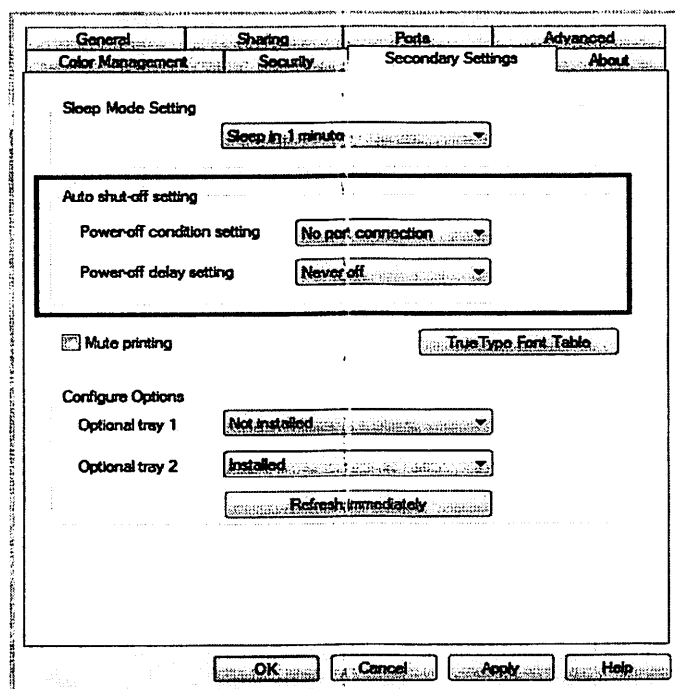 General Sharing Ports Advanced
Color Management Security Secondary Settings About
Sleep Mode Setting
Sleep in 1 minute
Auto shut-off setting
Power-off condition setting No port connection
Power-off delay setting Never off
Mute printing TrueType Font Table
Configure Options
Optional tray 1 Not installed
Optional tray 2 Installed
Refresh immediately
OK Cancel Apply Help